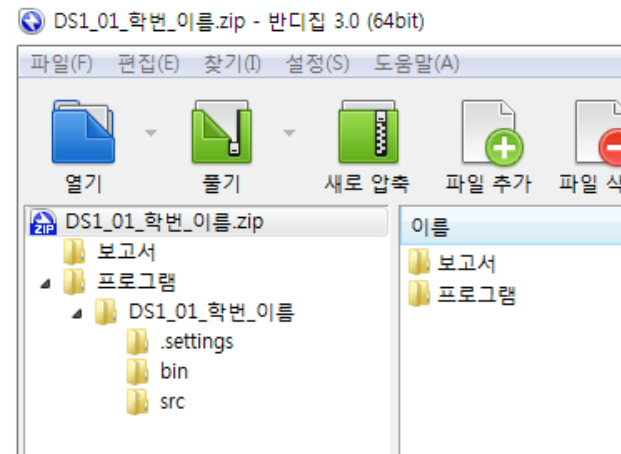 DS1_01_학번_이름.zip - 반디집 3.0 (64bit)
파일(F) 편집(E) 찾기(I) 설정(S) 도움말(A)
열기 풀기 새로 압축 파일 추가 파일
DS1_01_학번_이름.zip
보고서
프로그램
DS1_01_학번_이름
.settings
bin
src
이름
보고서
프로그램